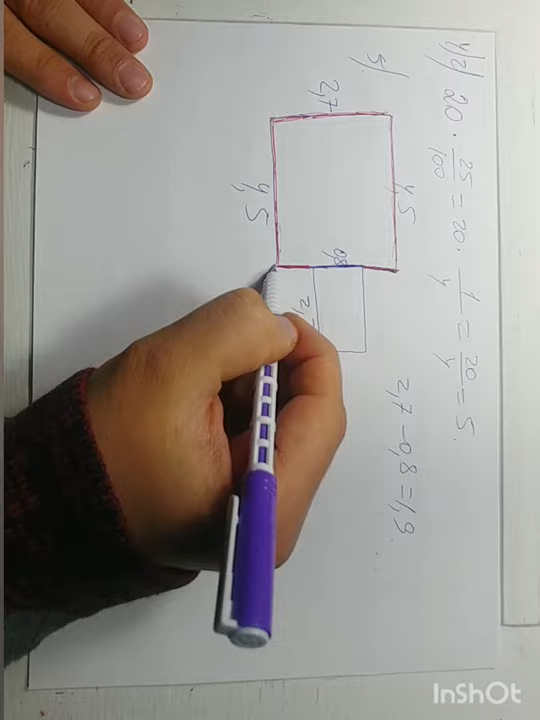 4/2) 20 · 25/100 = 20 · 1/4 = 20/4 = 5.
5/.
4,5
2,7
0,8
4,5
2,7 - 0,8 = 1,9.
InShOt